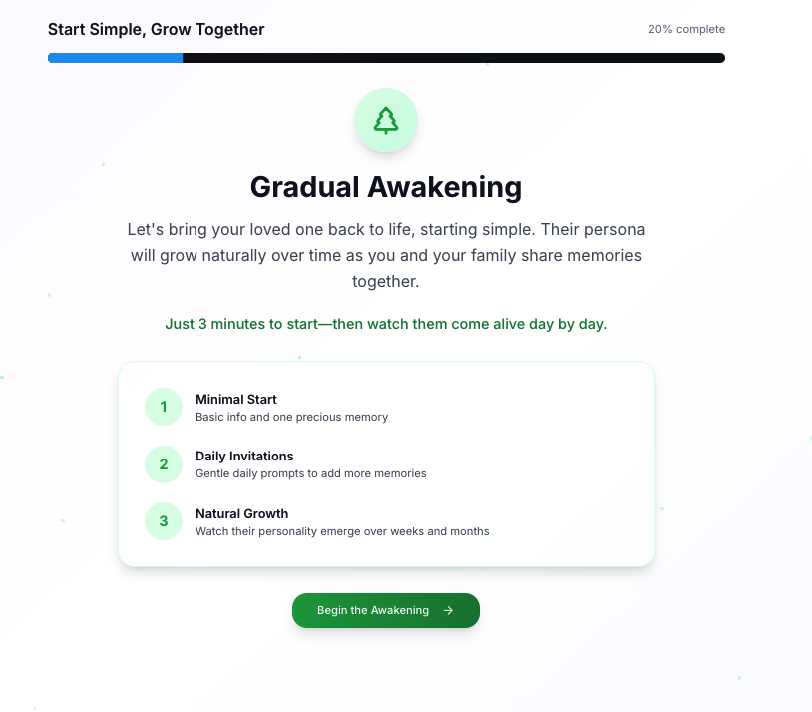 Start Simple, Grow Together
20% complete
Gradual Awakening
Let's bring your loved one back to life, starting simple. Their persona
will grow naturally over time as you and your family share memories
together.
Just 3 minutes to start—then watch them come alive day by day.
1
Minimal Start
Basic info and one precious memory
2
Daily Invitations
Gentle daily prompts to add more memories
3
Natural Growth
Watch their personality emerge over weeks and months
Begin the Awakening →